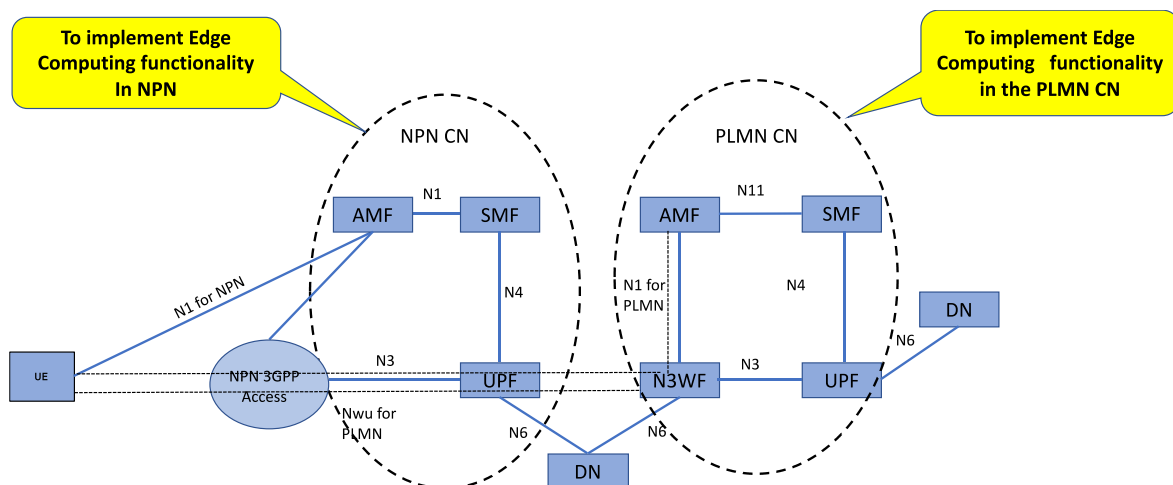 To implement Edge
Computing functionality
In NPN
To implement Edge
Computing functionality
in the PLMN CN
NPN CN
PLMN CN
N1
N11
AMF
SMF
AMF
SMF
N1 for NPN
N4
N1 for
PLMN
N4
DN
N6
UE
NPN 3GPP
Access
N3
UPF
N3WF
N3
UPF
Nwu for
PLMN
N6
N6
DN